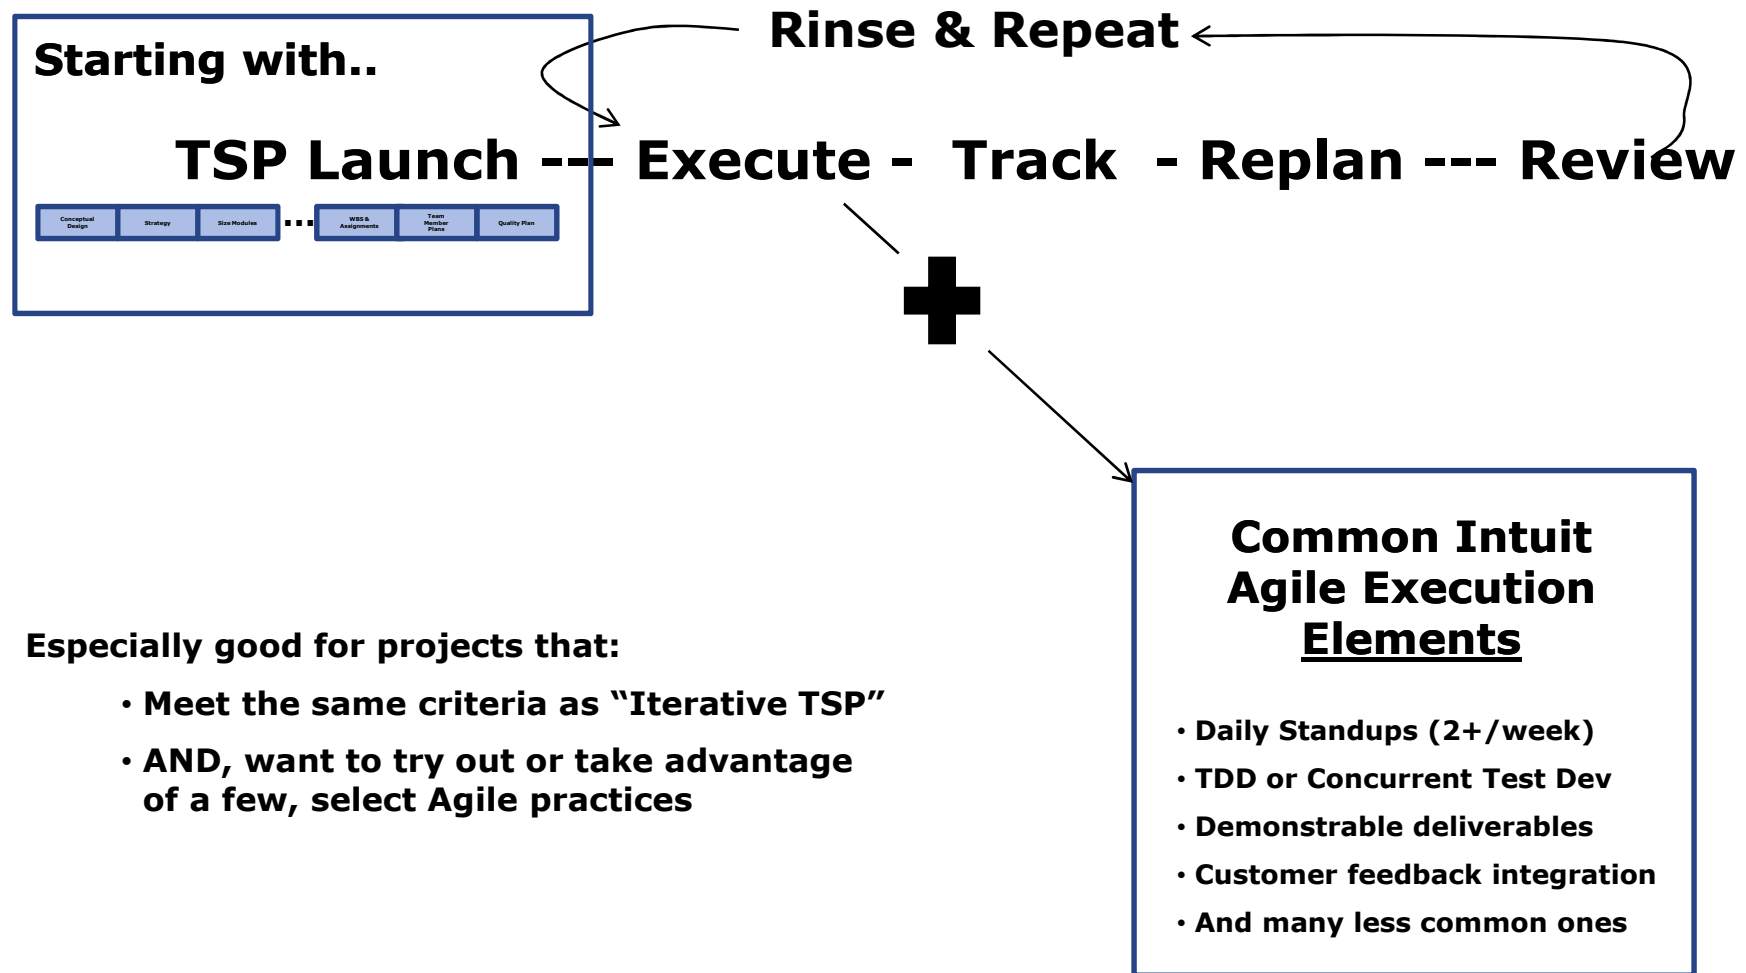 Rinse & Repeat
Starting with..
TSP Launch --- Execute - Track - Replan --- Review
Conceptual
Design
Strategy
Size Modules
...
WBS &
Assignments
Team
Member
Plans
Quality Plan
Common Intuit
Agile Execution
Elements
• Daily Standups (2+/week)
• TDD or Concurrent Test Dev
• Demonstrable deliverables
• Customer feedback integration
• And many less common ones
Especially good for projects that:
• Meet the same criteria as “Iterative TSP”
• AND, want to try out or take advantage
of a few, select Agile practices